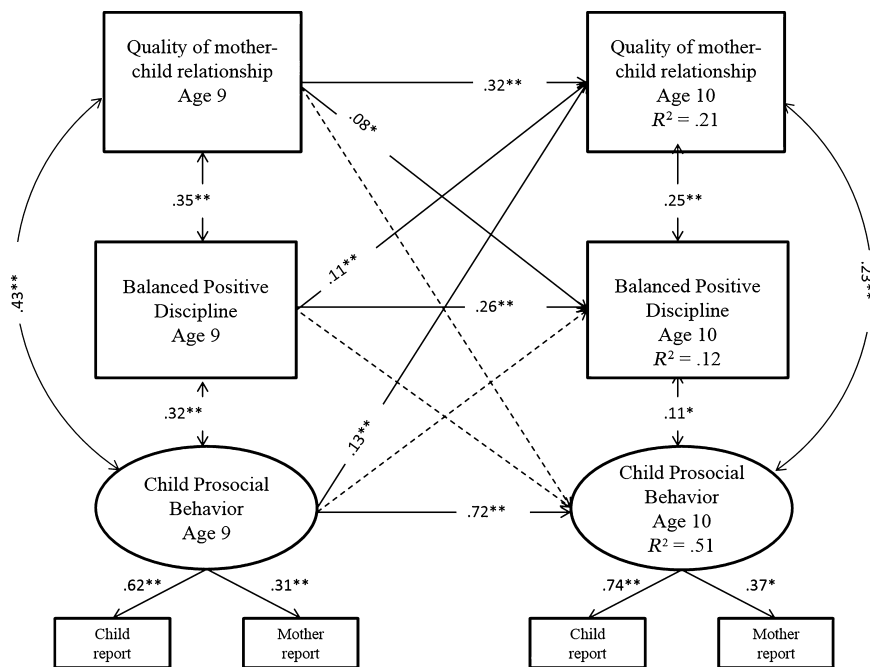 Quality of mother-
child relationship
Age 9
Quality of mother-
child relationship
Age 10
R² = .21
.32**
.08*
.35**
.25**
.43**
.23**
.11**
Balanced Positive
Discipline
Age 9
.26**
Balanced Positive
Discipline
Age 10
R² = .12
.32**
.11*
.13**
Child Prosocial
Behavior
Age 9
.72**
Child Prosocial
Behavior
Age 10
R² = .51
.62**
.31**
.74**
.37*
Child
report
Mother
report
Child
report
Mother
report